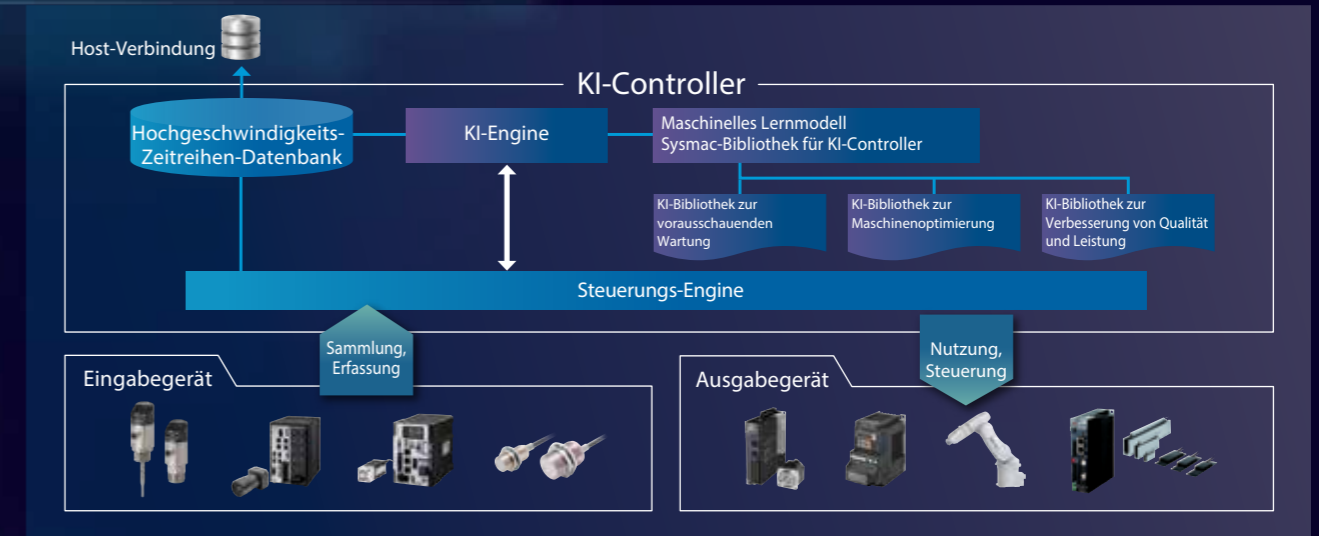 Host-Verbindung
KI-Controller
Hochgeschwindigkeits-
Zeitreihen-Datenbank
KI-Engine
Maschinelles Lernmodell
Sysmac-Bibliothek für KI-Controller
KI-Bibliothek zur
vorausschauenden
Wartung
KI-Bibliothek zur
Maschinenoptimierung
KI-Bibliothek zur
Verbesserung von Qualität
und Leistung
Steuerungs-Engine
Sammlung,
Erfassung
Nutzung,
Steuerung
Eingabegerät
Ausgabegerät